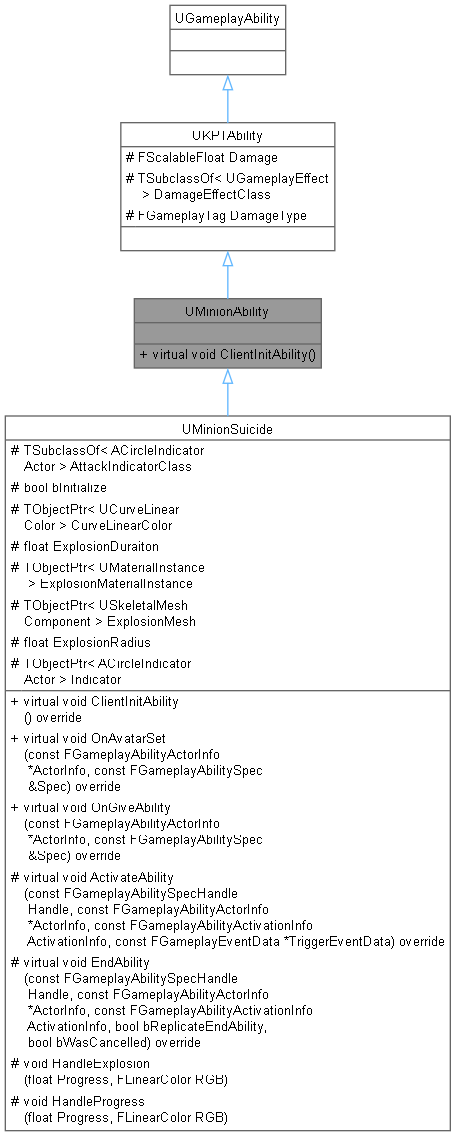 UGameplayAbility
UKPTAbility
# FScalableFloat Damage
# TSubclassOf< UGameplayEffect
> DamageEffectClass
# FGameplayTag DamageType
UMinionAbility
+ virtual void ClientInitAbility()
UMinionSuicide
# TSubclassOf< ACircleIndicator
Actor > AttackIndicatorClass
# bool bInitialize
# TObjectPtr< UCurveLinear
Color > CurveLinearColor
# float ExplosionDuraiton
# TObjectPtr< UMaterialInstance
> ExplosionMaterialInstance
# TObjectPtr< USkeletalMesh
Component > ExplosionMesh
# float ExplosionRadius
# TObjectPtr< ACircleIndicator
Actor > Indicator
+ virtual void ClientInitAbility
() override
+ virtual void OnAvatarSet
(const FGameplayAbilityActorInfo
*ActorInfo, const FGameplayAbilitySpec
&Spec) override
+ virtual void OnGiveAbility
(const FGameplayAbilityActorInfo
*ActorInfo, const FGameplayAbilitySpec
&Spec) override
# virtual void ActivateAbility
(const FGameplayAbilitySpecHandle
Handle, const FGameplayAbilityActorInfo
*ActorInfo, const FGameplayAbilityActivationInfo
ActivationInfo, const FGameplayEventData *TriggerEventData) override
# virtual void EndAbility
(const FGameplayAbilitySpecHandle
Handle, const FGameplayAbilityActorInfo
*ActorInfo, const FGameplayAbilityActivationInfo
ActivationInfo, bool bReplicateEndAbility,
bool bWasCancelled) override
# void HandleExplosion
(float Progress, FLinearColor RGB)
# void HandleProgress
(float Progress, FLinearColor RGB)